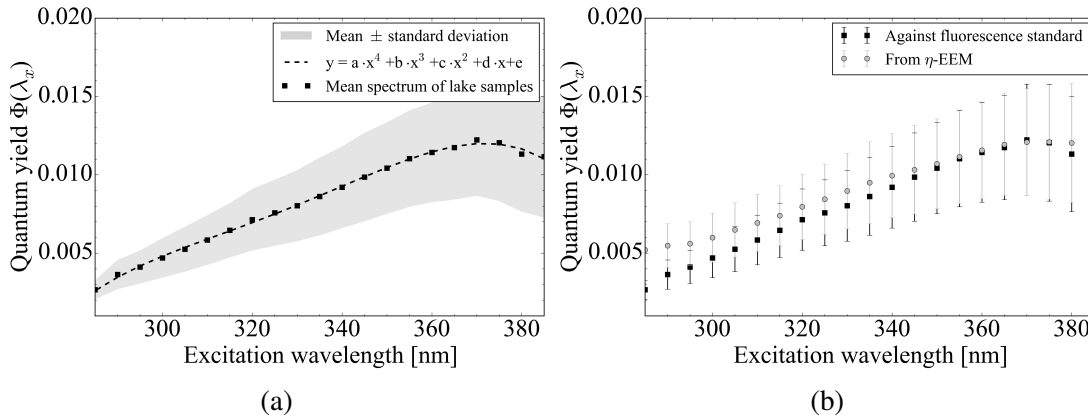 0.020
0.015
0.010
0.005
Quantum yield Φ(λx)
Mean ± standard deviation
y = a·x⁴ +b·x³ +c·x² +d·x+e
Mean spectrum of lake samples
300
320
340
360
380
Excitation wavelength [nm]
(a)
0.020
0.015
0.010
0.005
Quantum yield Φ(λx)
Against fluorescence standard
From η-EEM
300
320
340
360
380
Excitation wavelength [nm]
(b)